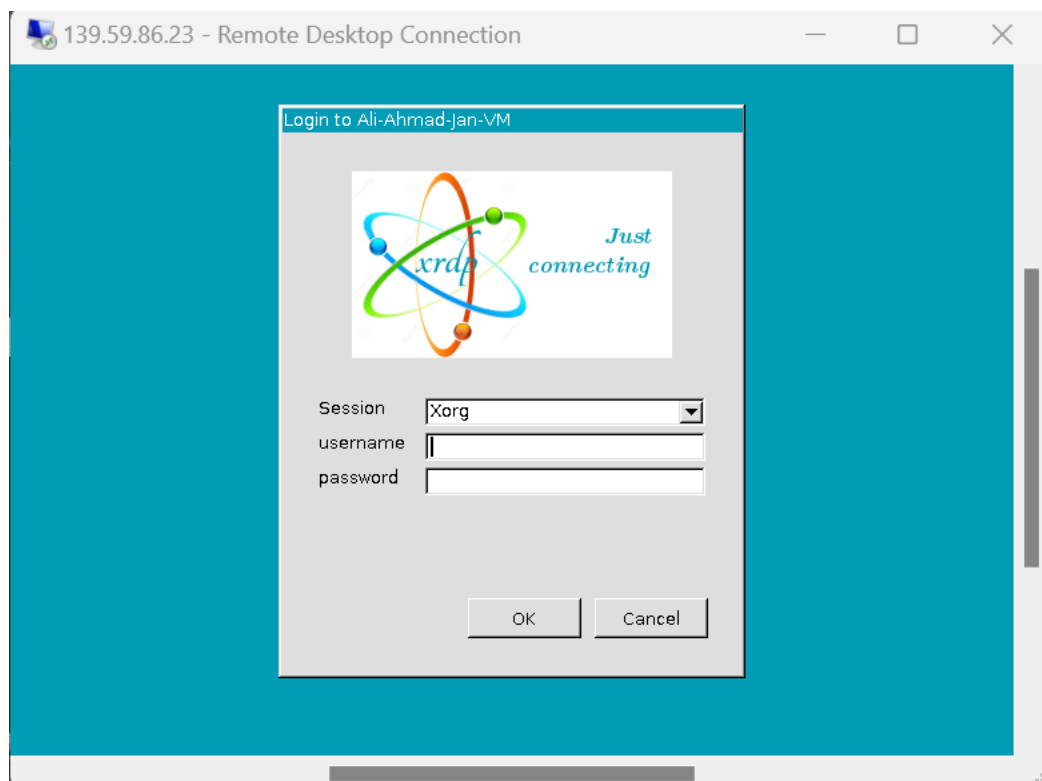 139.59.86.23 - Remote Desktop Connection
Login to Ali-Ahmad-Jan-VM
xrdp
Just
connecting
Session Xorg
username
password
OK Cancel